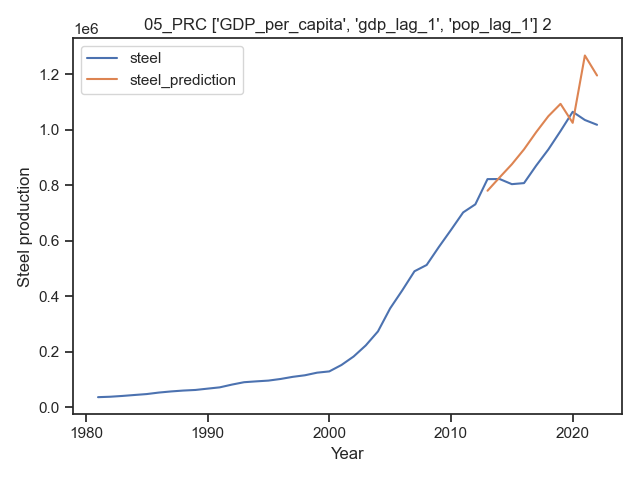 05_PRC ['GDP_per_capita', 'gdp_lag_1', 'pop_lag_1'] 2
1e6
steel
steel_prediction
1.2
1.0
0.8
0.6
0.4
0.2
0.0
Steel production
1980
1990
2000
2010
2020
Year